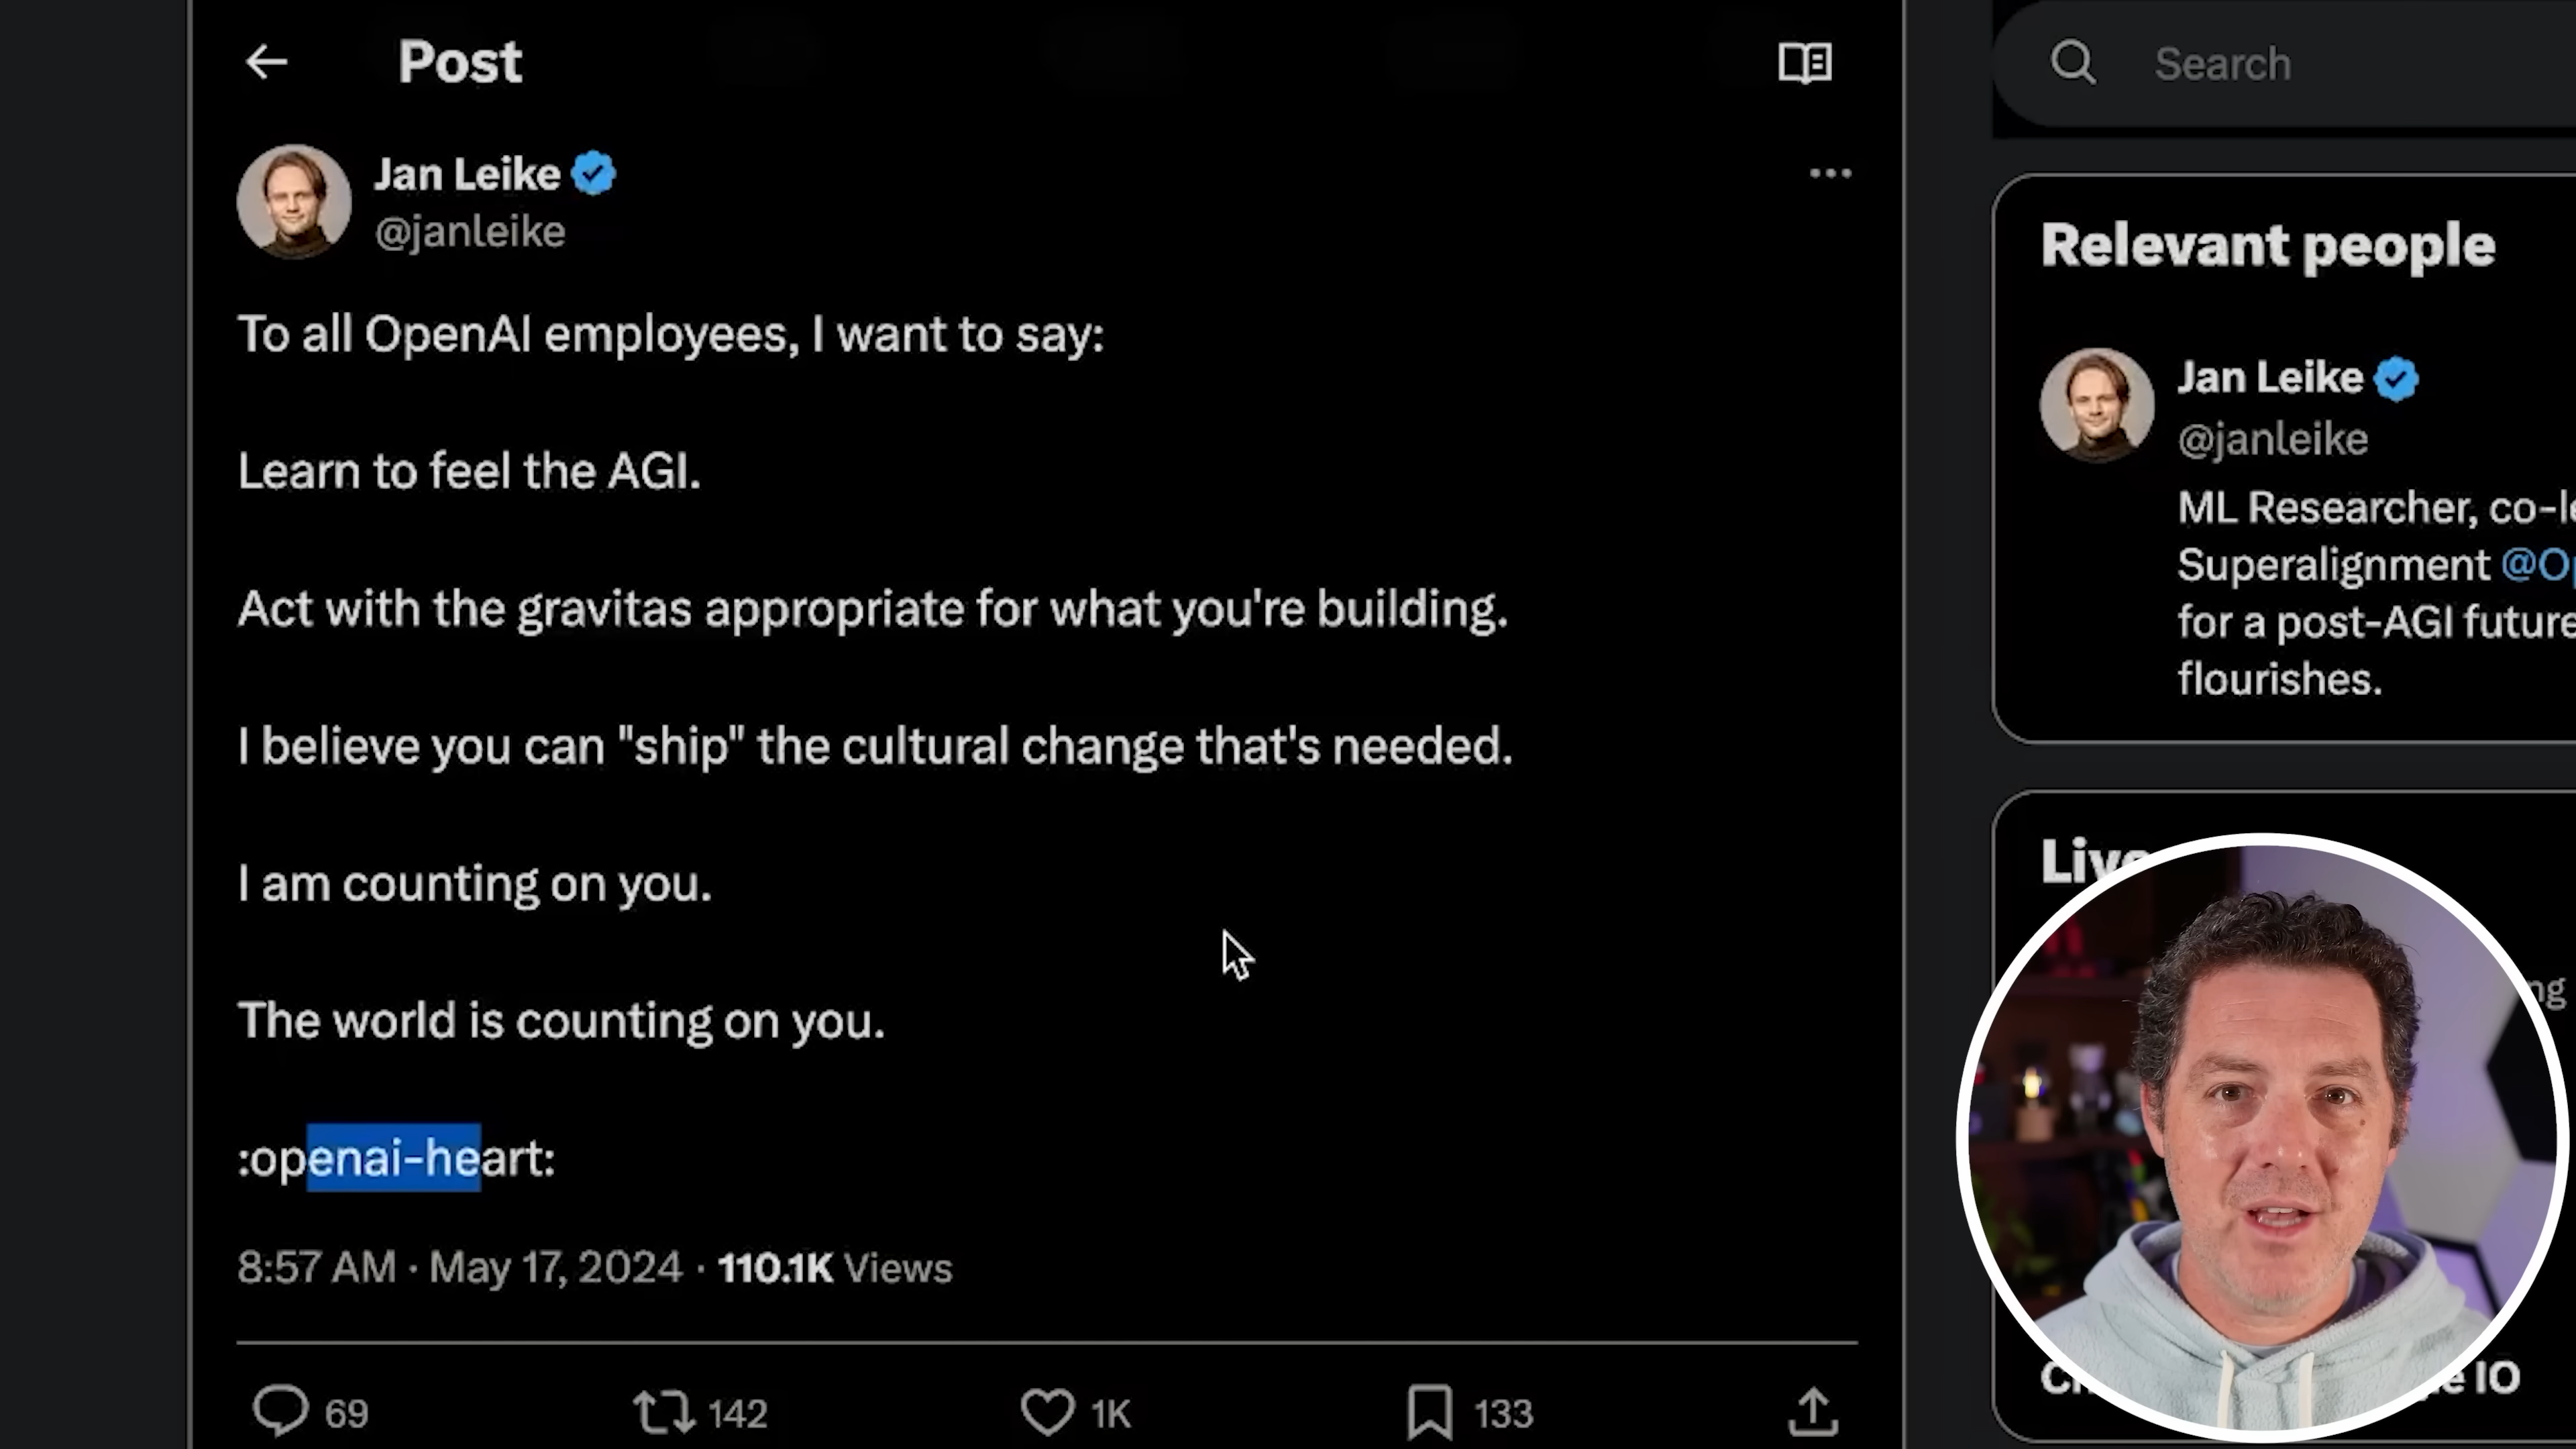 Post
Jan Leike
@janleike
To all OpenAI employees, I want to say:
Learn to feel the AGI.
Act with the gravitas appropriate for what you're building.
I believe you can "ship" the cultural change that's needed.
I am counting on you.
The world is counting on you.
:openai-heart:
8:57 AM · May 17, 2024 · 110.1K Views
69 142 1K 133
Search
Relevant people
Jan Leike
@janleike
ML Researcher, co-
Superalignment
for a post-AGI future
flourishes.
IO